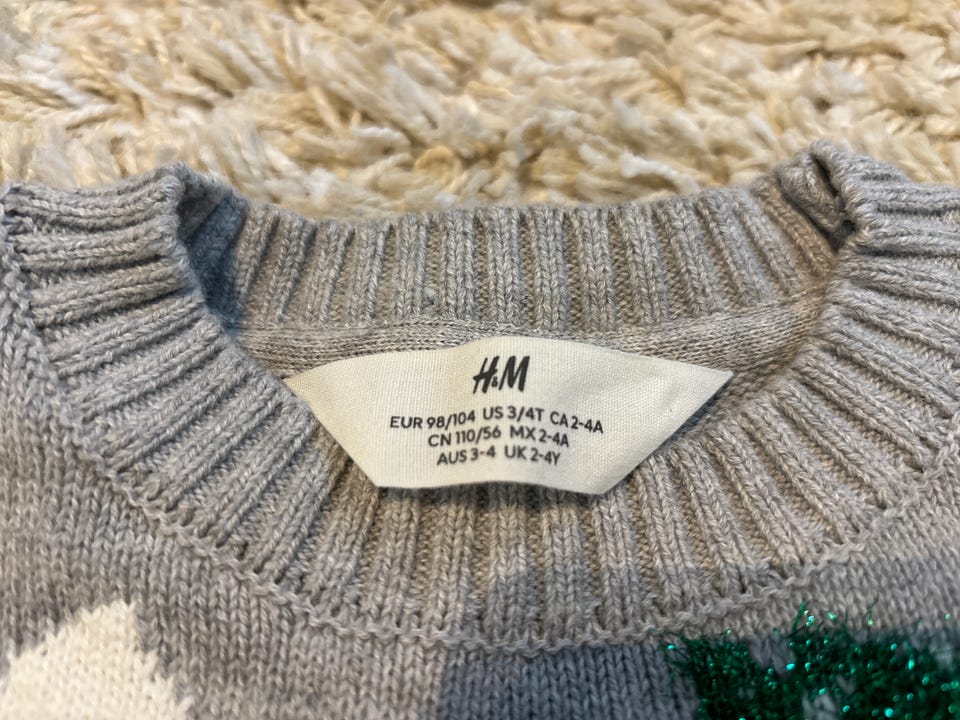 H&M
EUR 98/104 US 3/4T CA 2-4A
CN 110/56 MX 2-4A
AUS 3-4 UK 2-4Y